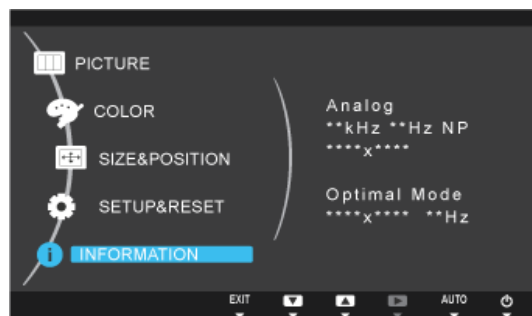 PICTURE
COLOR
SIZE&POSITION
SETUP&RESET
INFORMATION
Analog
**kHz **Hz NP
****x****
Optimal Mode
****x**** **Hz
EXIT AUTO